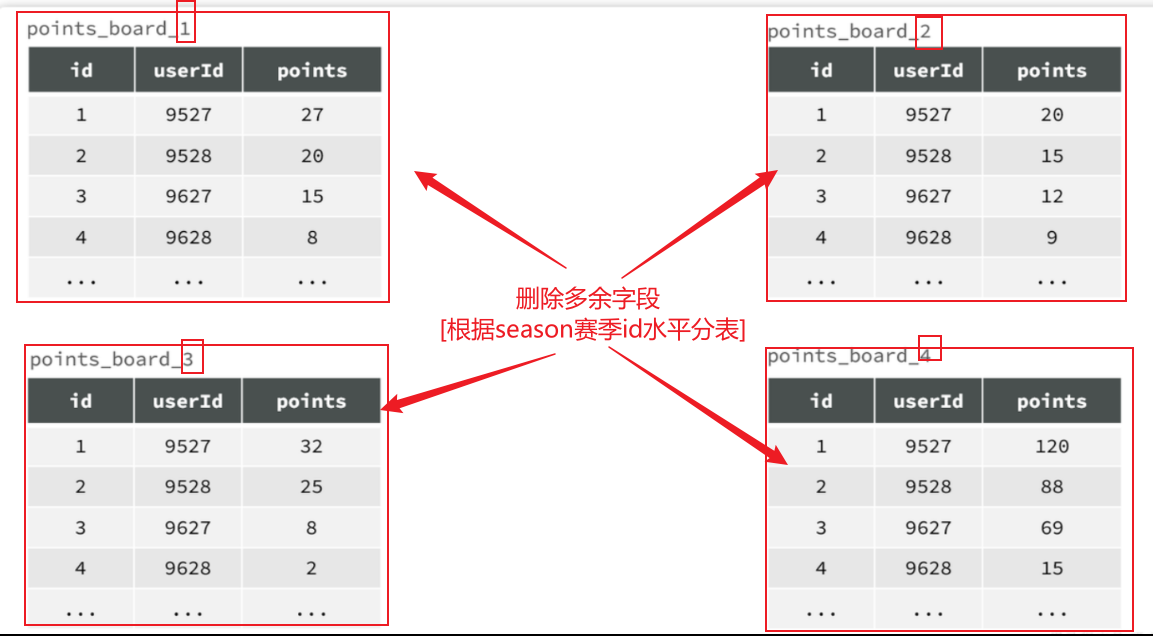 points_board_1
id userId points
1 9527 27
2 9528 20
3 9627 15
4 9628 8
... ... ...
points_board_2
id userId points
1 9527 20
2 9528 15
3 9627 12
4 9628 9
... ... ...
删除多余字段
[根据season赛季id水平分表]
points_board_3
id userId points
1 9527 32
2 9528 25
3 9627 8
4 9628 2
... ... ...
points_board_4
id userId points
1 9527 120
2 9528 88
3 9627 69
4 9628 15
... ... ...